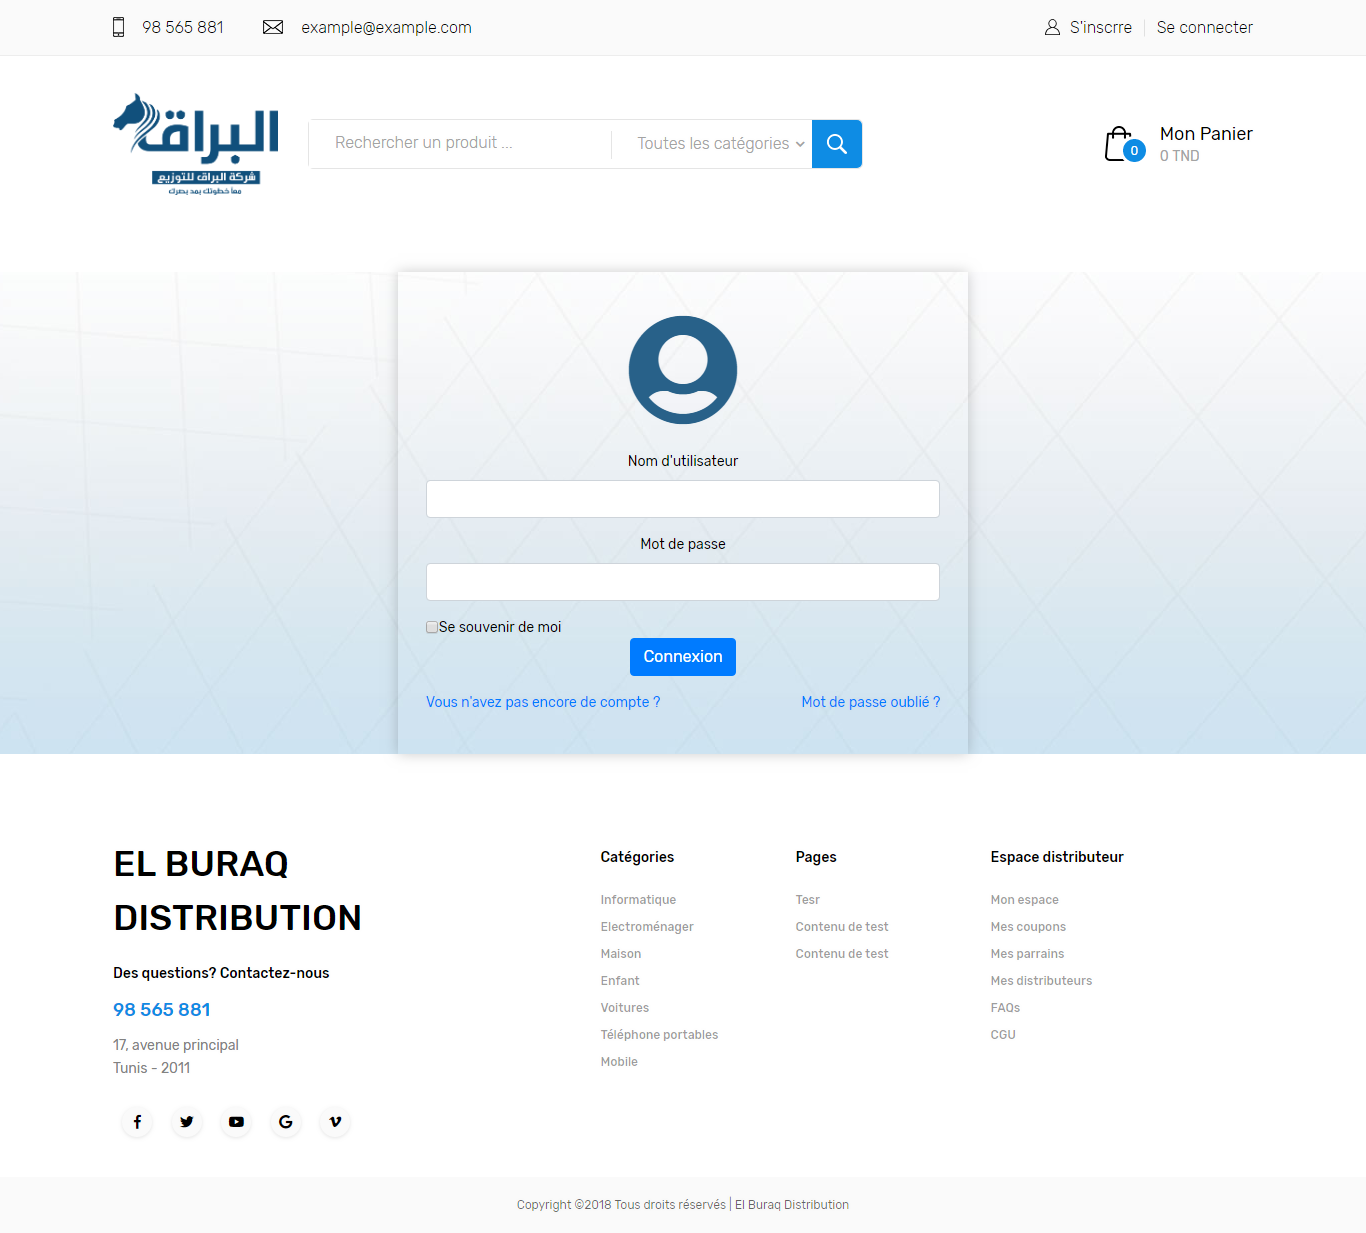 98 565 881
example@example.com
S'inscrre
Se connecter
البراق
شركة البراق للتوزيع
معا خطوتك بمد بصرك
Rechercher un produit ...
Toutes les catégories
0
Mon Panier
0 TND
Nom d'utilisateur
Mot de passe
Se souvenir de moi
Connexion
Vous n'avez pas encore de compte ?
Mot de passe oublié ?
EL BURAQ
DISTRIBUTION
Des questions? Contactez-nous
98 565 881
17, avenue principal
Tunis - 2011
Catégories
Informatique
Electroménager
Maison
Enfant
Voitures
Téléphone portables
Mobile
Pages
Tesr
Contenu de test
Contenu de test
Espace distributeur
Mon espace
Mes coupons
Mes parrains
Mes distributeurs
FAQs
CGU
Copyright ©2018 Tous droits réservés | El Buraq Distribution